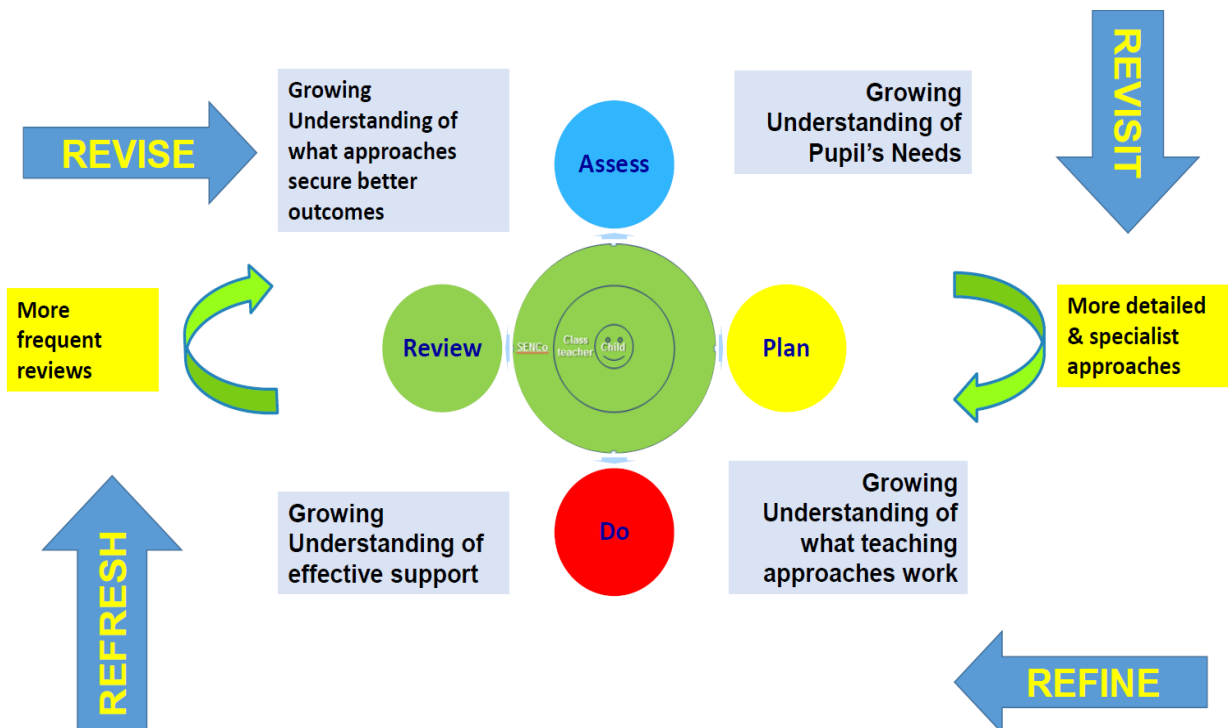 REVISE
Growing
Understanding of
what approaches
secure better
outcomes
Assess
Growing
Understanding of
Pupil's Needs
REVISIT
More
frequent
reviews
Review
SENCo
Class
teacher
Child
Plan
More detailed
& specialist
approaches
REFRESH
Growing
Understanding of
effective support
Do
Growing
Understanding of
what teaching
approaches work
REFINE